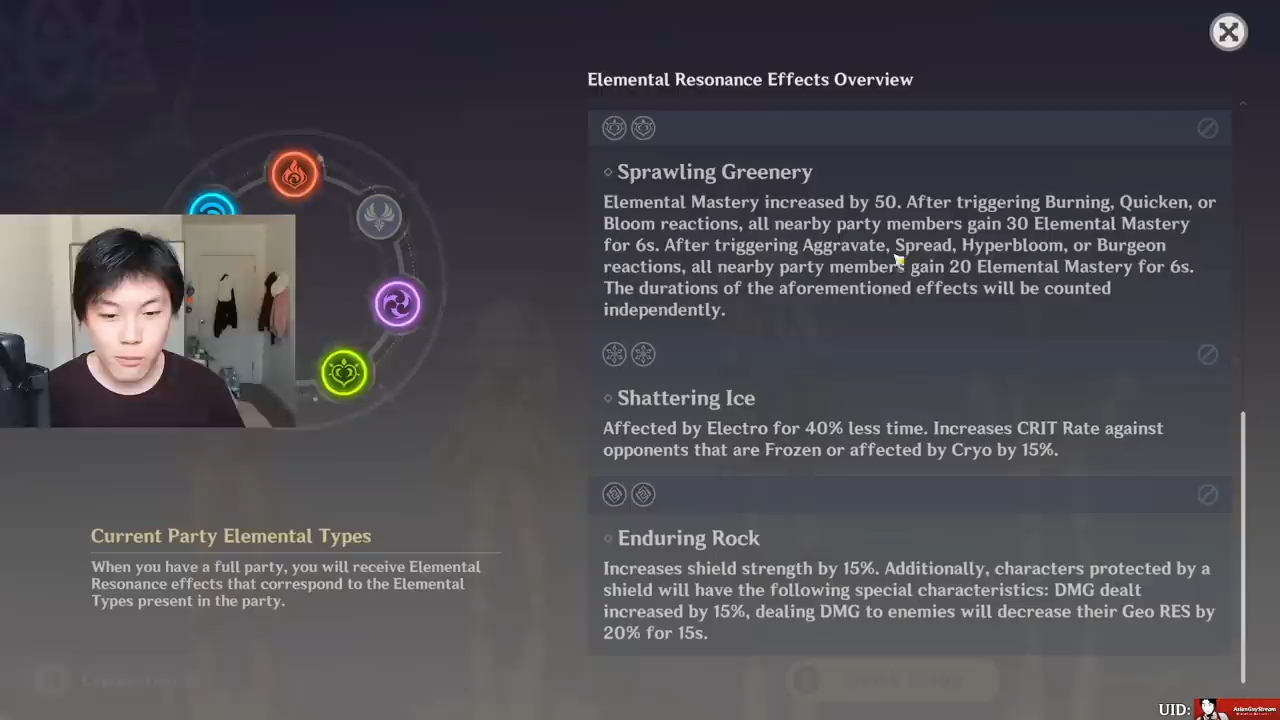 Elemental Resonance Effects Overview
Sprawling Greenery
Elemental Mastery increased by 50. After triggering Burning, Quicken, or
Bloom reactions, all nearby party members gain 30 Elemental Mastery
for 6s. After triggering Aggravate, Spread, Hyperbloom, or Burgeon
reactions, all nearby party members gain 20 Elemental Mastery for 6s.
The durations of the aforementioned effects will be counted
independently.
Shattering Ice
Affected by Electro for 40% less time. Increases CRIT Rate against
opponents that are Frozen or affected by Cryo by 15%.
Enduring Rock
Increases shield strength by 15%. Additionally, characters protected by a
shield will have the following special characteristics: DMG dealt
increased by 15%, dealing DMG to enemies will decrease their Geo RES by
20% for 15s.
Current Party Elemental Types
When you have a full party, you will receive Elemental
Resonance effects that correspond to the Elemental
Types present in the party.
UID:
AsianGuyStream